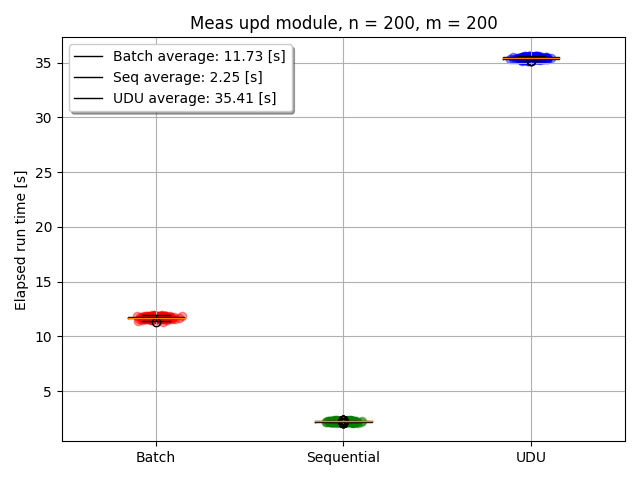 Meas upd module, n = 200, m = 200
Batch average: 11.73 [s]
Seq average: 2.25 [s]
UDU average: 35.41 [s]
Elapsed run time [s]
35
30
25
20
15
10
5
Batch
Sequential
UDU